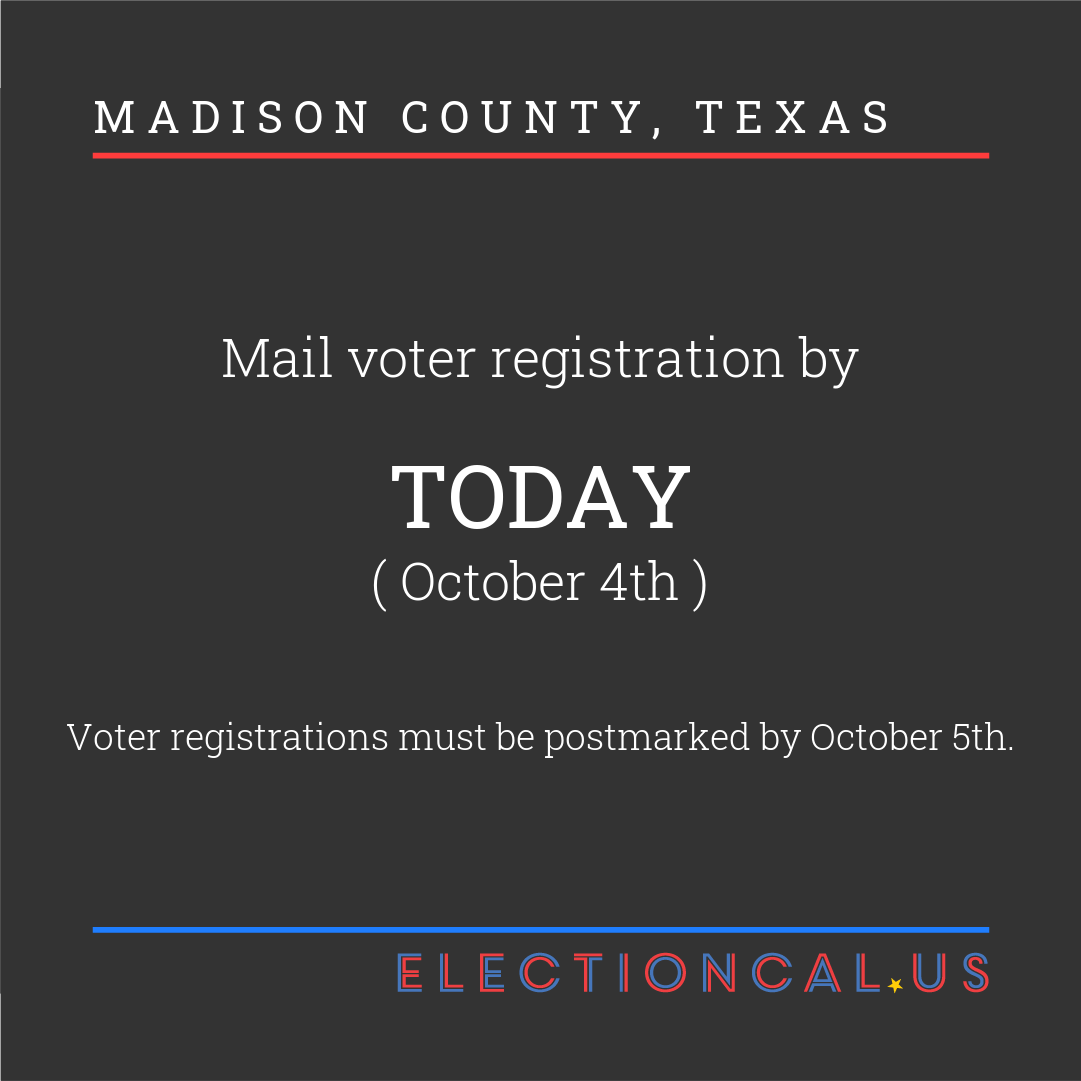 MADISON COUNTY, TEXAS
Mail voter registration by
TODAY
( October 4th )
Voter registrations must be postmarked by October 5th.
ELECTIONCAL.US